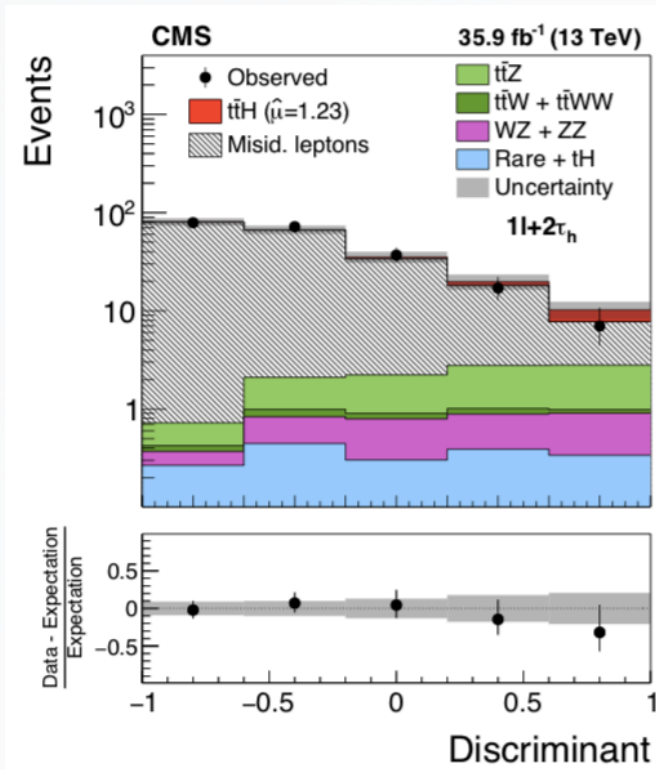 CMS 35.9 fb⁻¹ (13 TeV)
Events
Observed
tt̄H (μ̂=1.23)
Misid. leptons
tt̄Z
tt̄W + tt̄WW
WZ + ZZ
Rare + tH
Uncertainty
1l+2τₕ
10³
10²
10
1
Data - Expectation
Expectation
0.5
0
−0.5
−1 −0.5 0 0.5 1
Discriminant